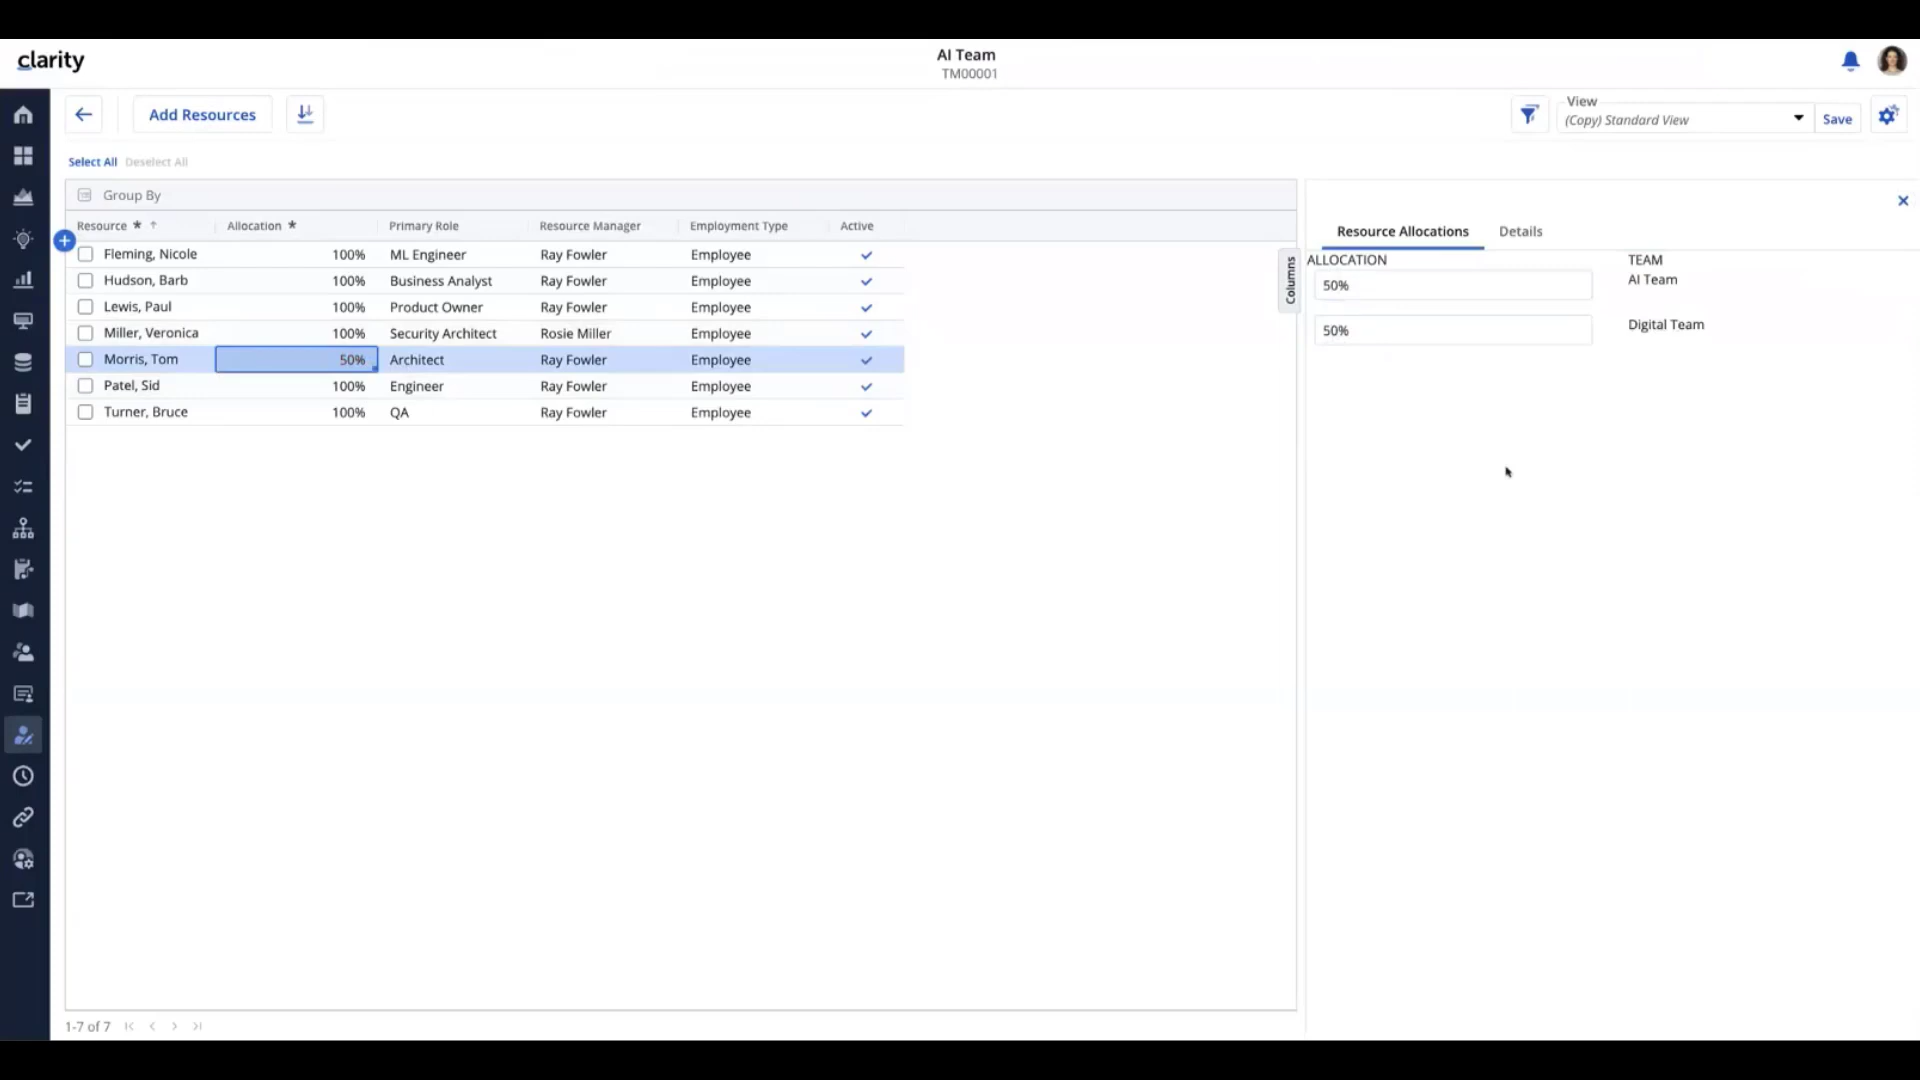 clarity
AI Team
TM00001
Add Resources
View
(Copy) Standard View
Save
Select All Deselect All
Group By
Resource * ↑ Allocation * Primary Role Resource Manager Employment Type Active
Fleming, Nicole 100% ML Engineer Ray Fowler Employee
Hudson, Barb 100% Business Analyst Ray Fowler Employee
Lewis, Paul 100% Product Owner Ray Fowler Employee
Miller, Veronica 100% Security Architect Rosie Miller Employee
Morris, Tom 50% Architect Ray Fowler Employee
Patel, Sid 100% Engineer Ray Fowler Employee
Turner, Bruce 100% QA Ray Fowler Employee
Columns
Resource Allocations Details
ALLOCATION TEAM
50% AI Team
50% Digital Team
1-7 of 7